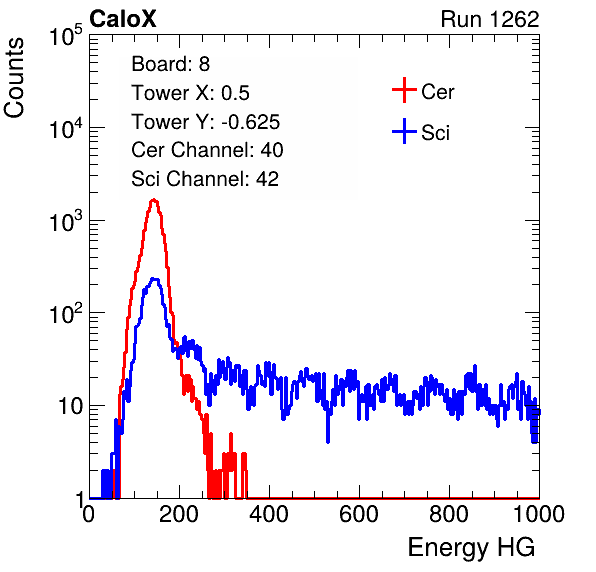 CaloX Run 1262
Counts
10^5
10^4
10^3
10^2
10
1
Board: 8
Tower X: 0.5
Tower Y: -0.625
Cer Channel: 40
Sci Channel: 42
Cer
Sci
0 200 400 600 800 1000
Energy HG